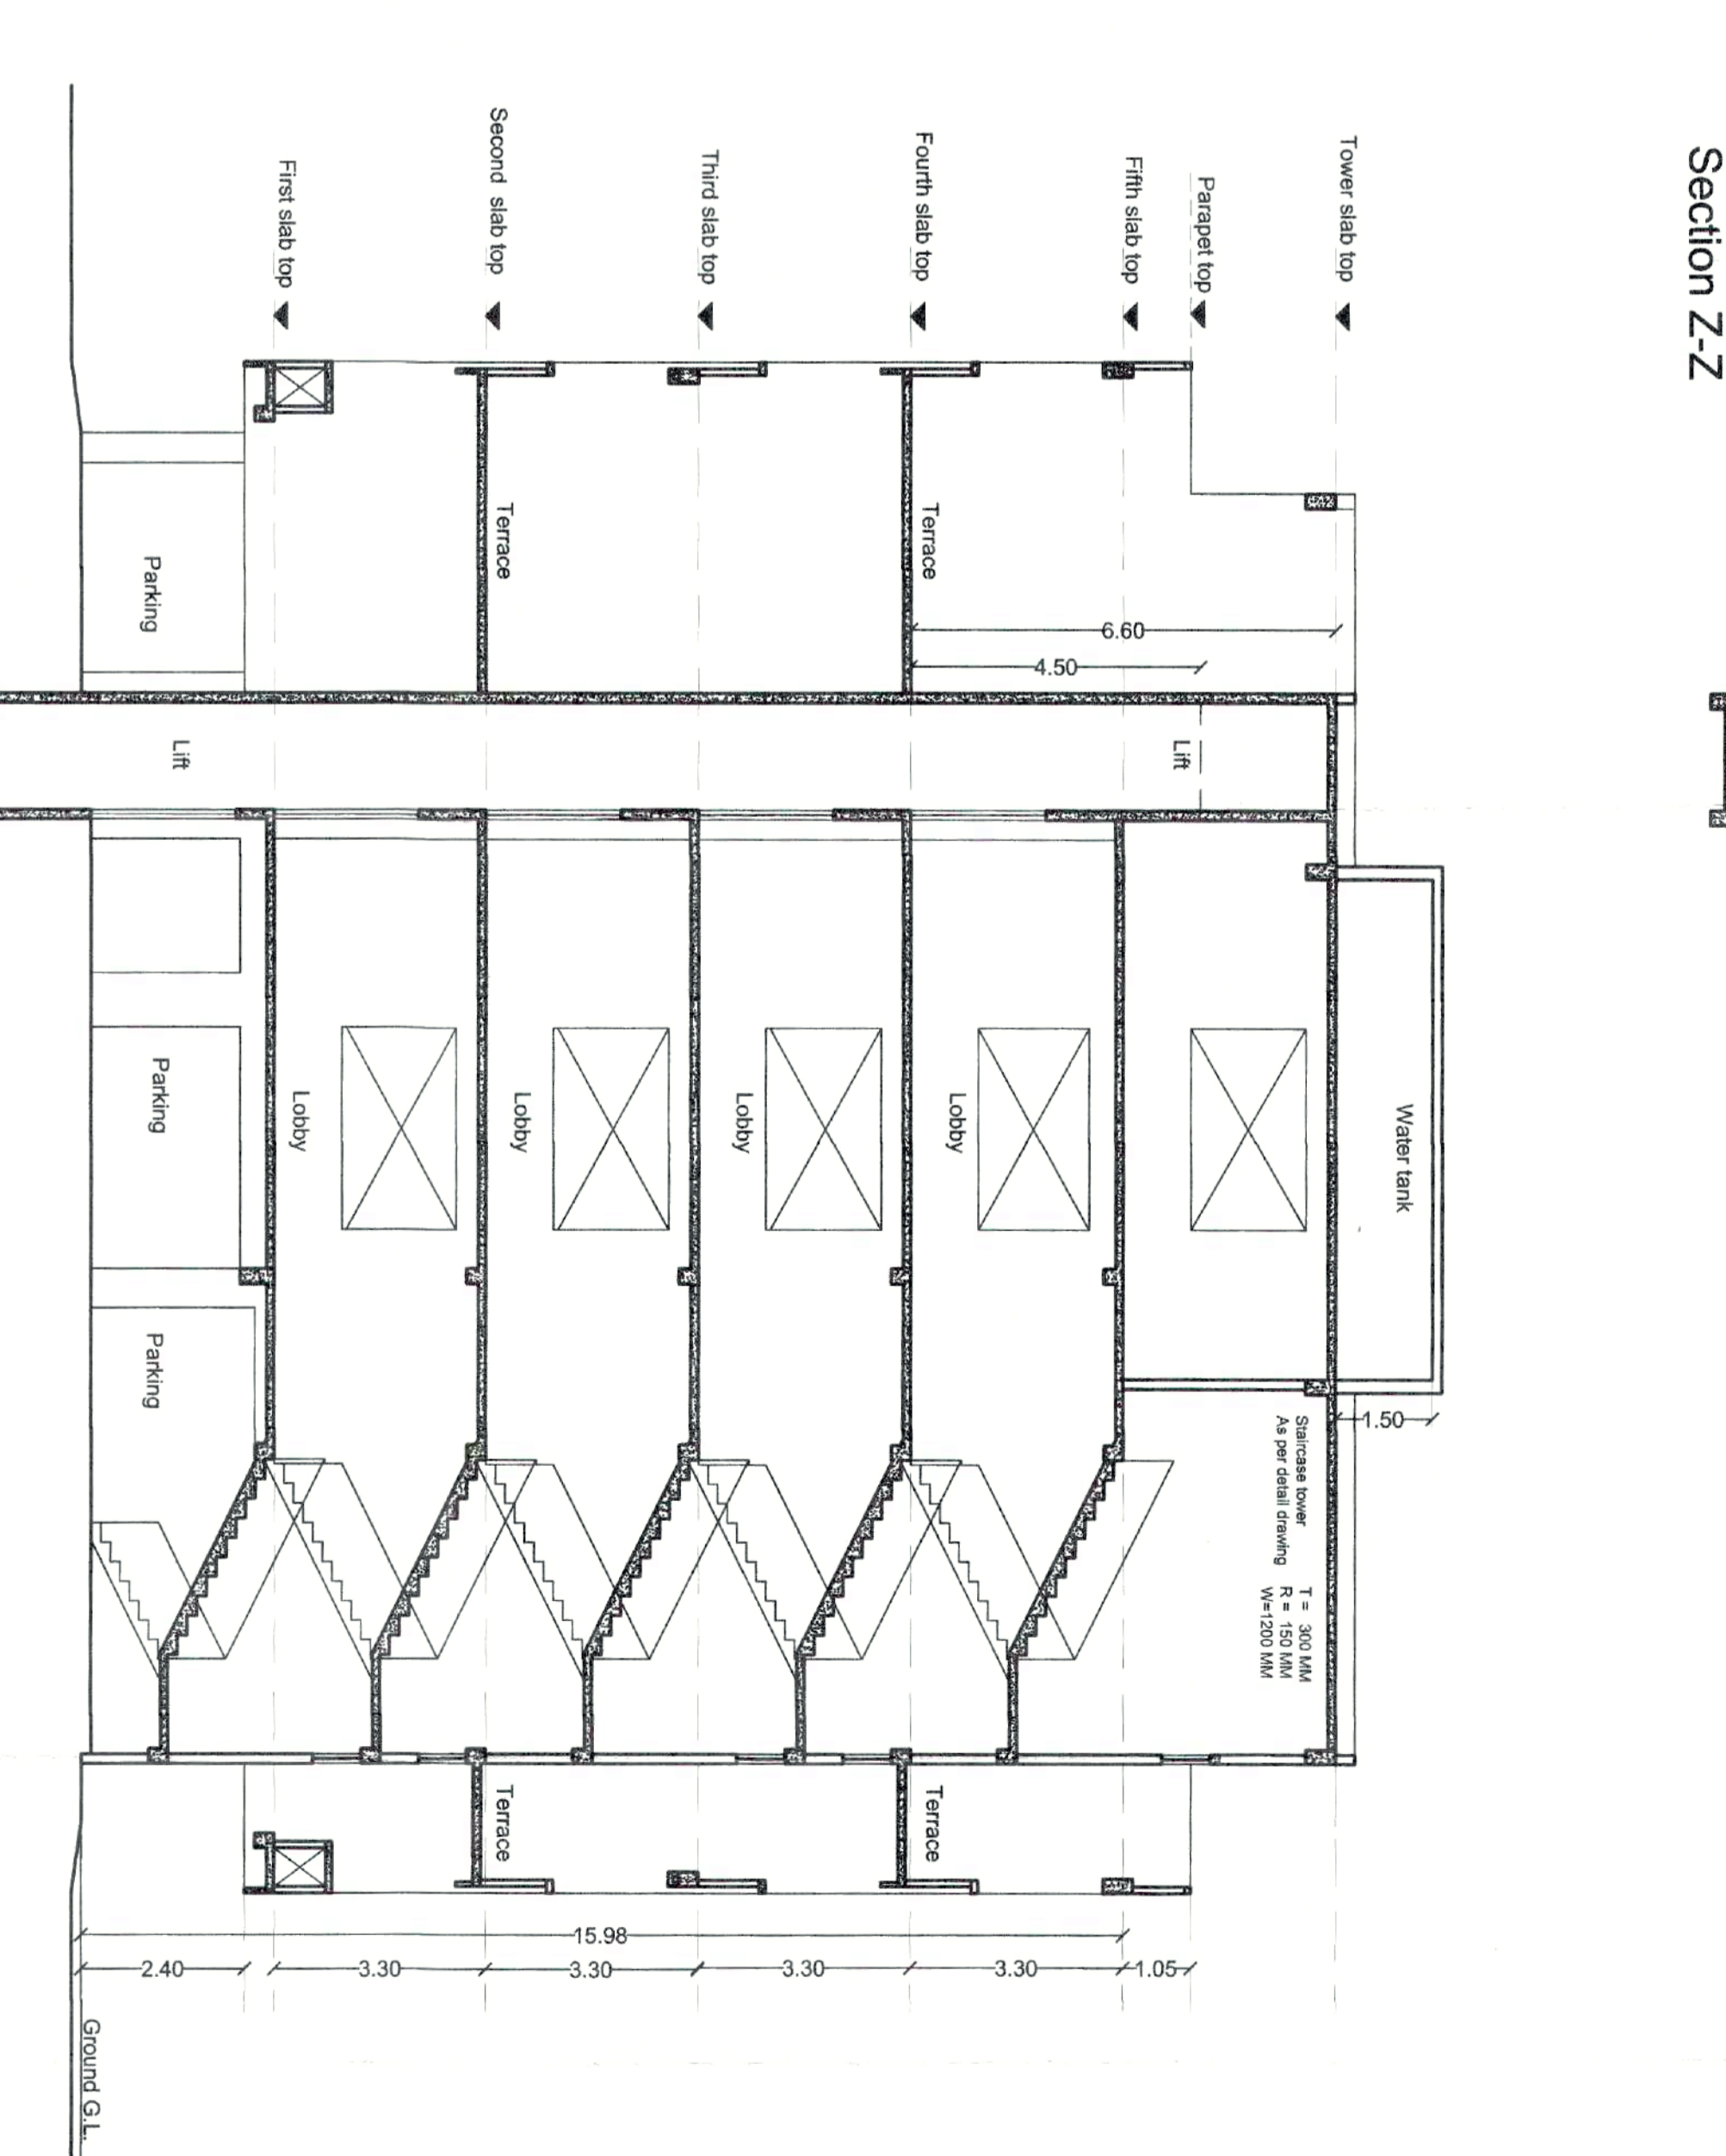 Section Z-Z
Tower slab top
Parapet top
Fifth slab top
Fourth slab top
Third slab top
Second slab top
First slab top
Water tank
1.50
Staircase tower
As per detail drawing
T = 300 MM
R = 150 MM
W=1200 MM
6.60
4.50
Lift
Terrace
Lobby
Terrace
Lobby
Terrace
Lobby
Terrace
Lobby
Parking
Lift
Parking
Parking
15.98
1.05
3.30
3.30
3.30
3.30
2.40
Ground G.L.